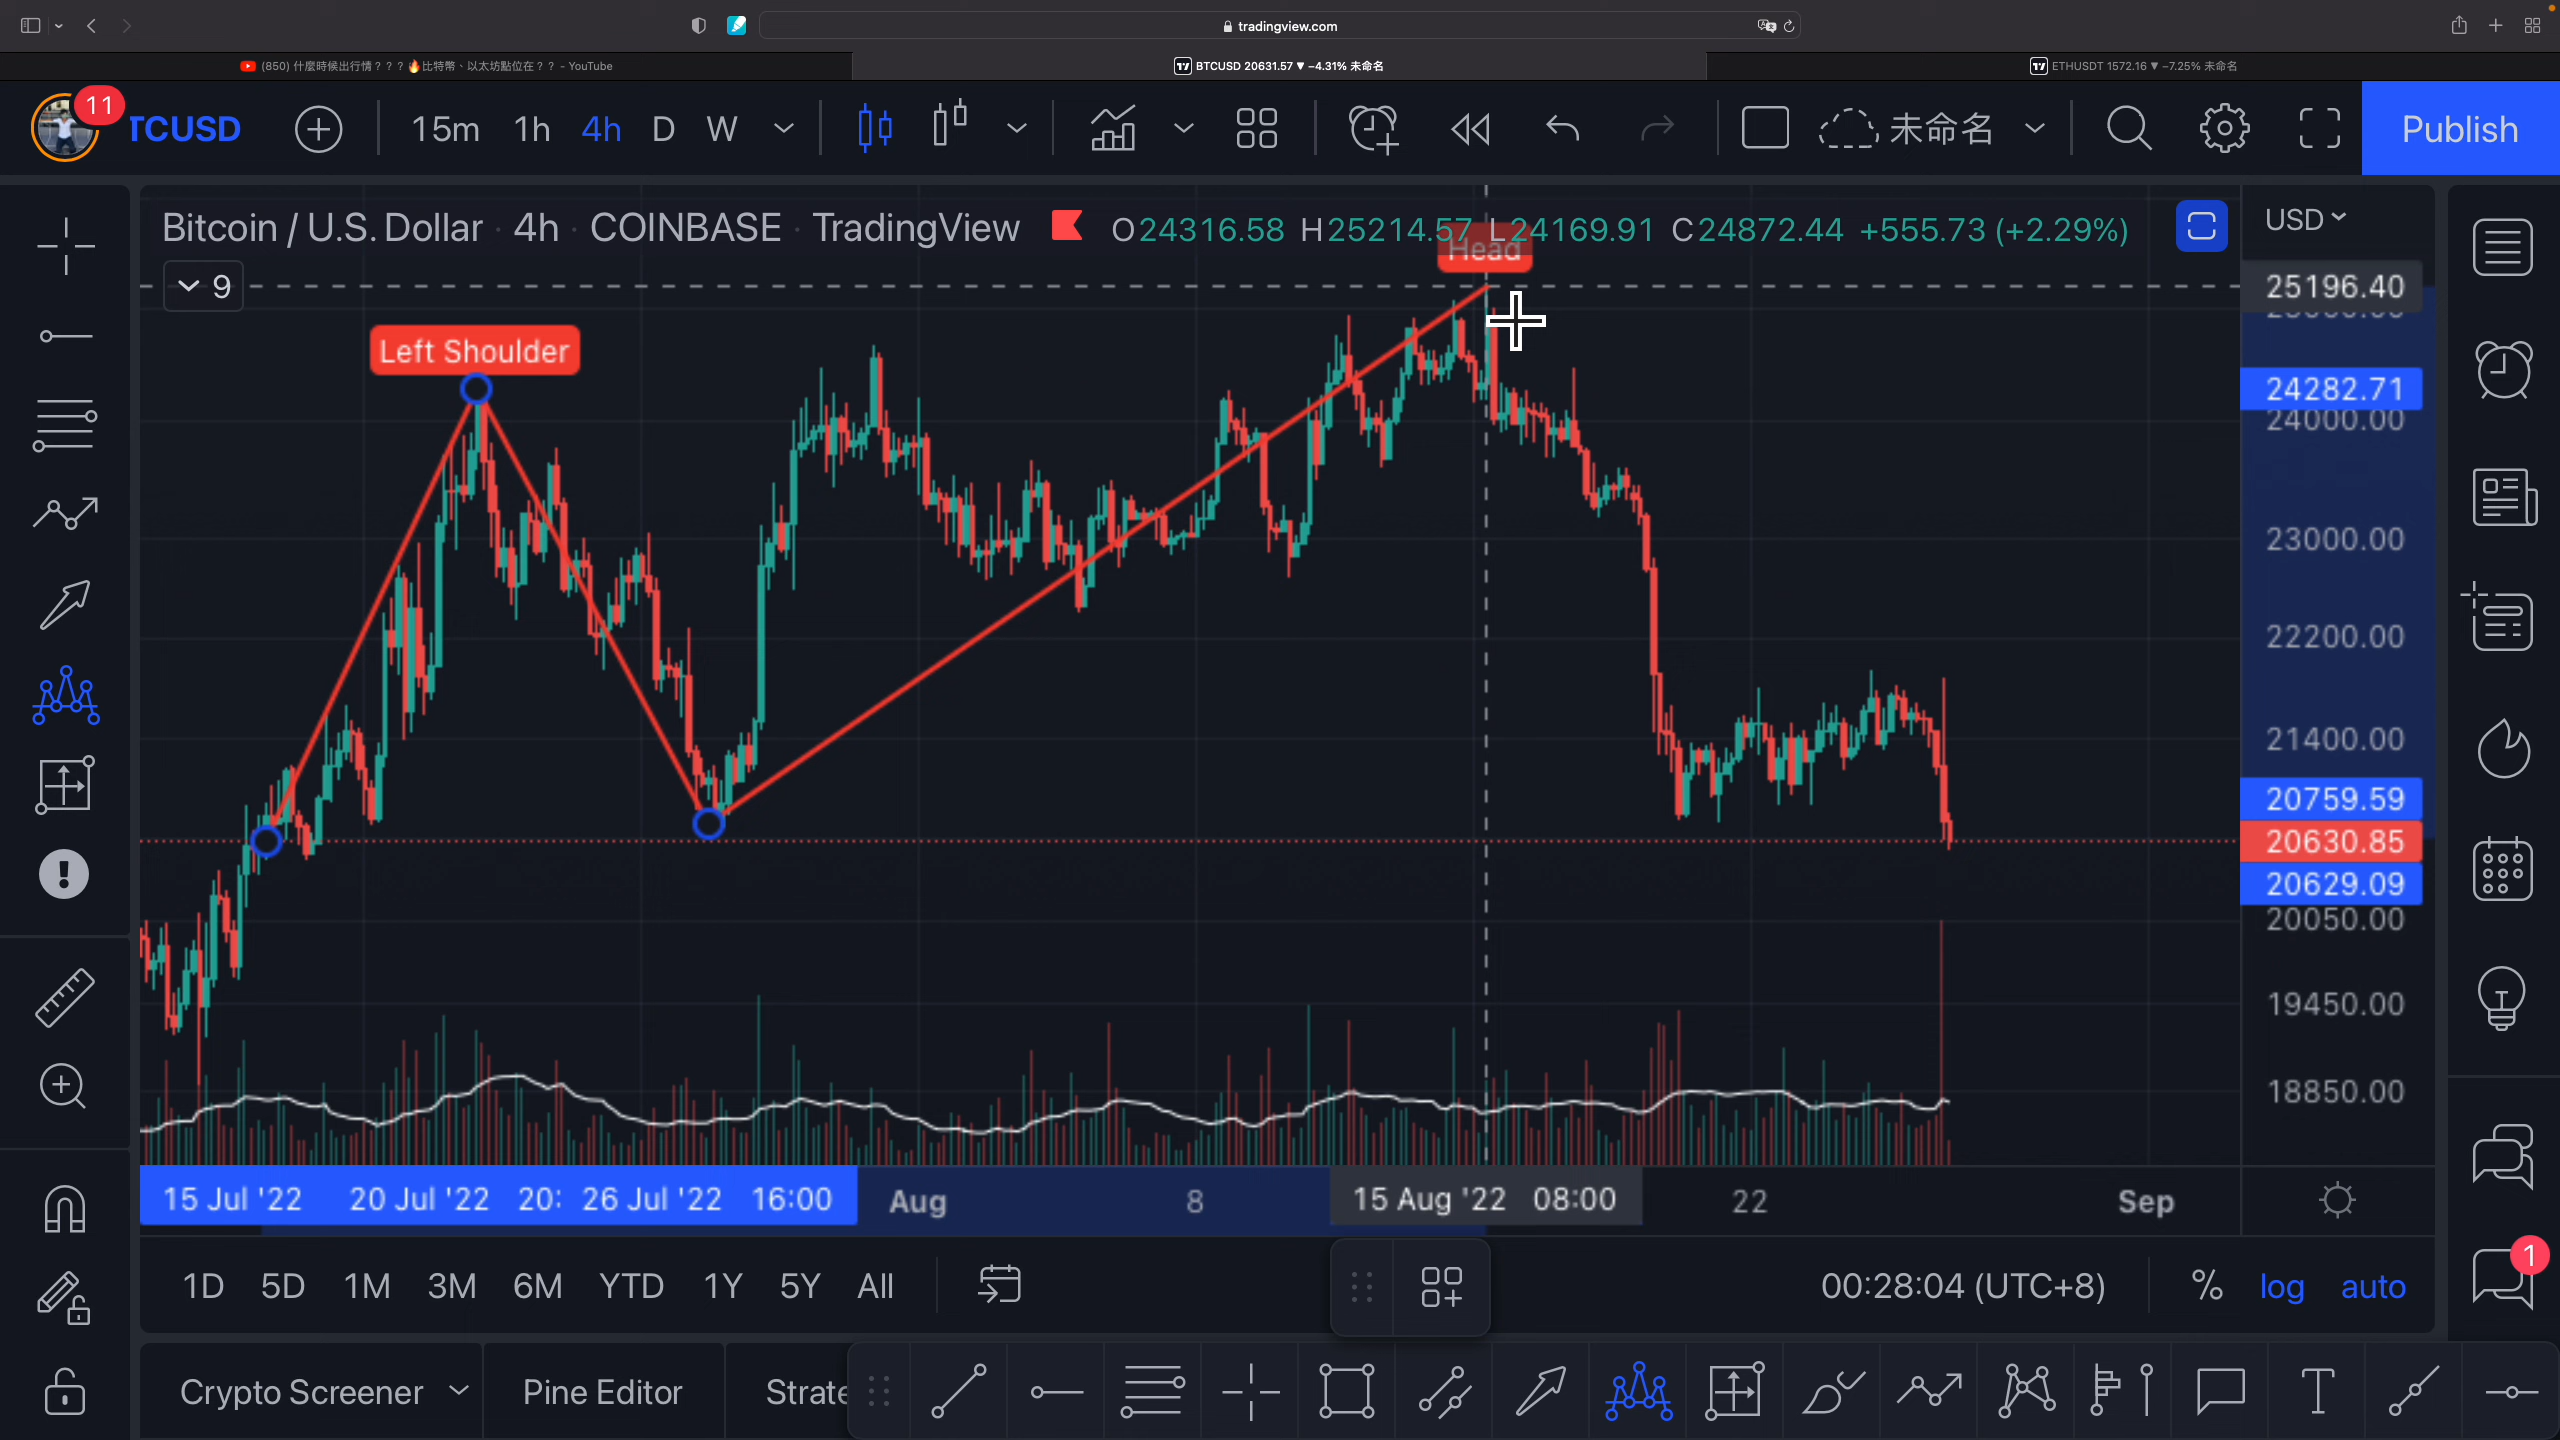 tradingview.com
(850) 什麼時候出行情？？？🔥比特幣、以太坊點位在？？ - YouTube
BTCUSD 20631.57 ▼ −4.31% 未命名
ETHUSDT 1572.16 ▼ −7.25% 未命名
11
TCUSD
15m 1h 4h D W
未命名
Publish
Bitcoin / U.S. Dollar · 4h · COINBASE · TradingView
O24316.58 H25214.57 L24169.91 C24872.44 +555.73 (+2.29%)
USD
Head
9
25196.40
Left Shoulder
24282.71
24000.00
23000.00
22200.00
21400.00
20759.59
20630.85
20629.09
20050.00
19450.00
18850.00
15 Jul '22 20 Jul '22 20: 26 Jul '22 16:00 Aug 8 15 Aug '22 08:00 22 Sep
1D 5D 1M 3M 6M YTD 1Y 5Y All
00:28:04 (UTC+8) % log auto
1
Crypto Screener Pine Editor Strate